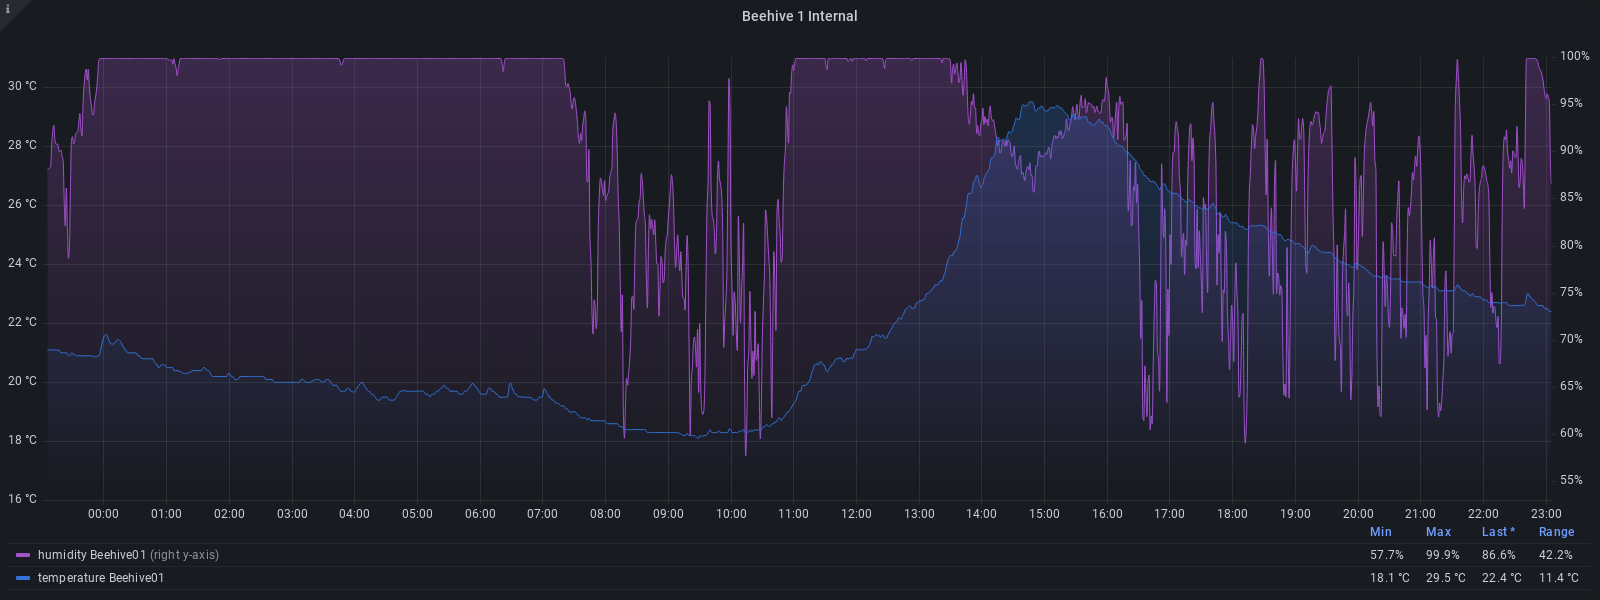 i
Beehive 1 Internal
30 °C
28 °C
26 °C
24 °C
22 °C
20 °C
18 °C
16 °C
100%
95%
90%
85%
80%
75%
70%
65%
60%
55%
00:00 01:00 02:00 03:00 04:00 05:00 06:00 07:00 08:00 09:00 10:00 11:00 12:00 13:00 14:00 15:00 16:00 17:00 18:00 19:00 20:00 21:00 22:00 23:00
Min Max Last * Range
humidity Beehive01 (right y-axis) 57.7% 99.9% 86.6% 42.2%
temperature Beehive01 18.1 °C 29.5 °C 22.4 °C 11.4 °C